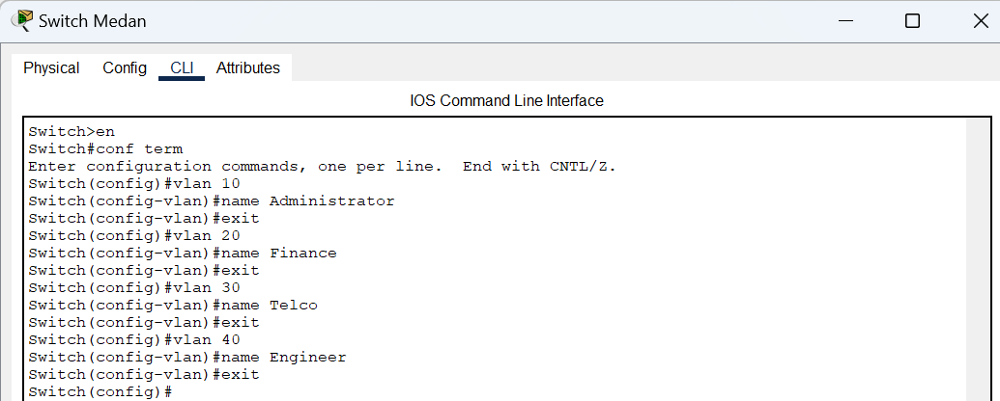 Switch Medan
Physical Config CLI Attributes
IOS Command Line Interface
Switch>en
Switch#conf term
Enter configuration commands, one per line.  End with CNTL/Z.
Switch(config)#vlan 10
Switch(config-vlan)#name Administrator
Switch(config-vlan)#exit
Switch(config)#vlan 20
Switch(config-vlan)#name Finance
Switch(config-vlan)#exit
Switch(config)#vlan 30
Switch(config-vlan)#name Telco
Switch(config-vlan)#exit
Switch(config)#vlan 40
Switch(config-vlan)#name Engineer
Switch(config-vlan)#exit
Switch(config)#